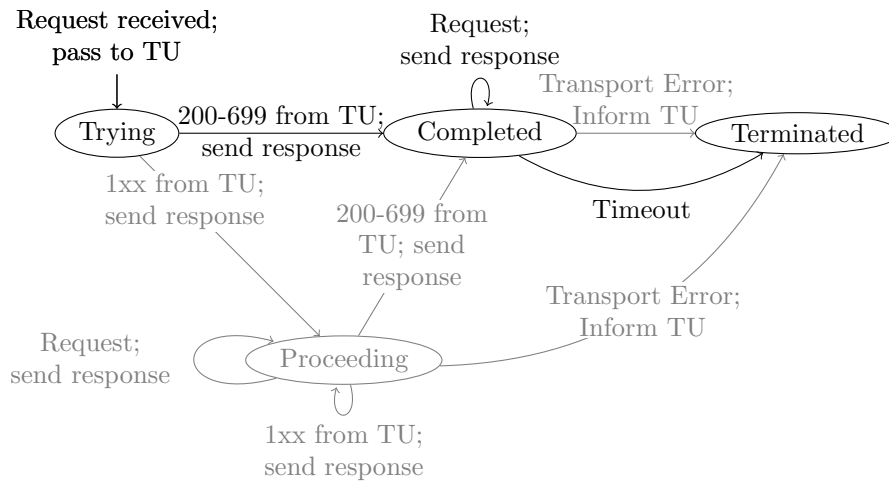 Request received;
pass to TU
Request;
send response
Transport Error;
Inform TU
Trying
200-699 from TU;
send response
Completed
Terminated
1xx from TU;
send response
200-699 from
TU; send
response
Timeout
Transport Error;
Inform TU
Request;
send response
Proceeding
1xx from TU;
send response